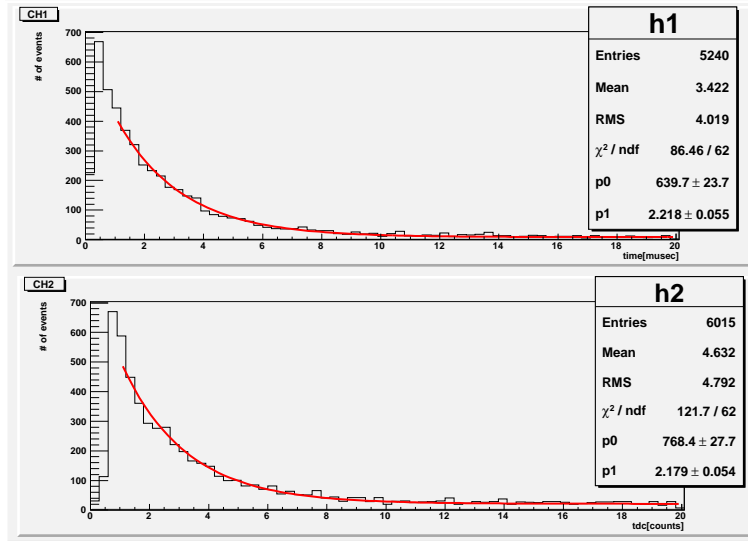 CH1
h1
# of events
700
600
500
400
300
200
100
0
0 2 4 6 8 10 12 14 16 18 20
time[musec]
Entries 5240
Mean 3.422
RMS 4.019
χ² / ndf 86.46 / 62
p0 639.7 ± 23.7
p1 2.218 ± 0.055
CH2
h2
# of events
700
600
500
400
300
200
100
0
0 2 4 6 8 10 12 14 16 18 20
tdc[counts]
Entries 6015
Mean 4.632
RMS 4.792
χ² / ndf 121.7 / 62
p0 768.4 ± 27.7
p1 2.179 ± 0.054